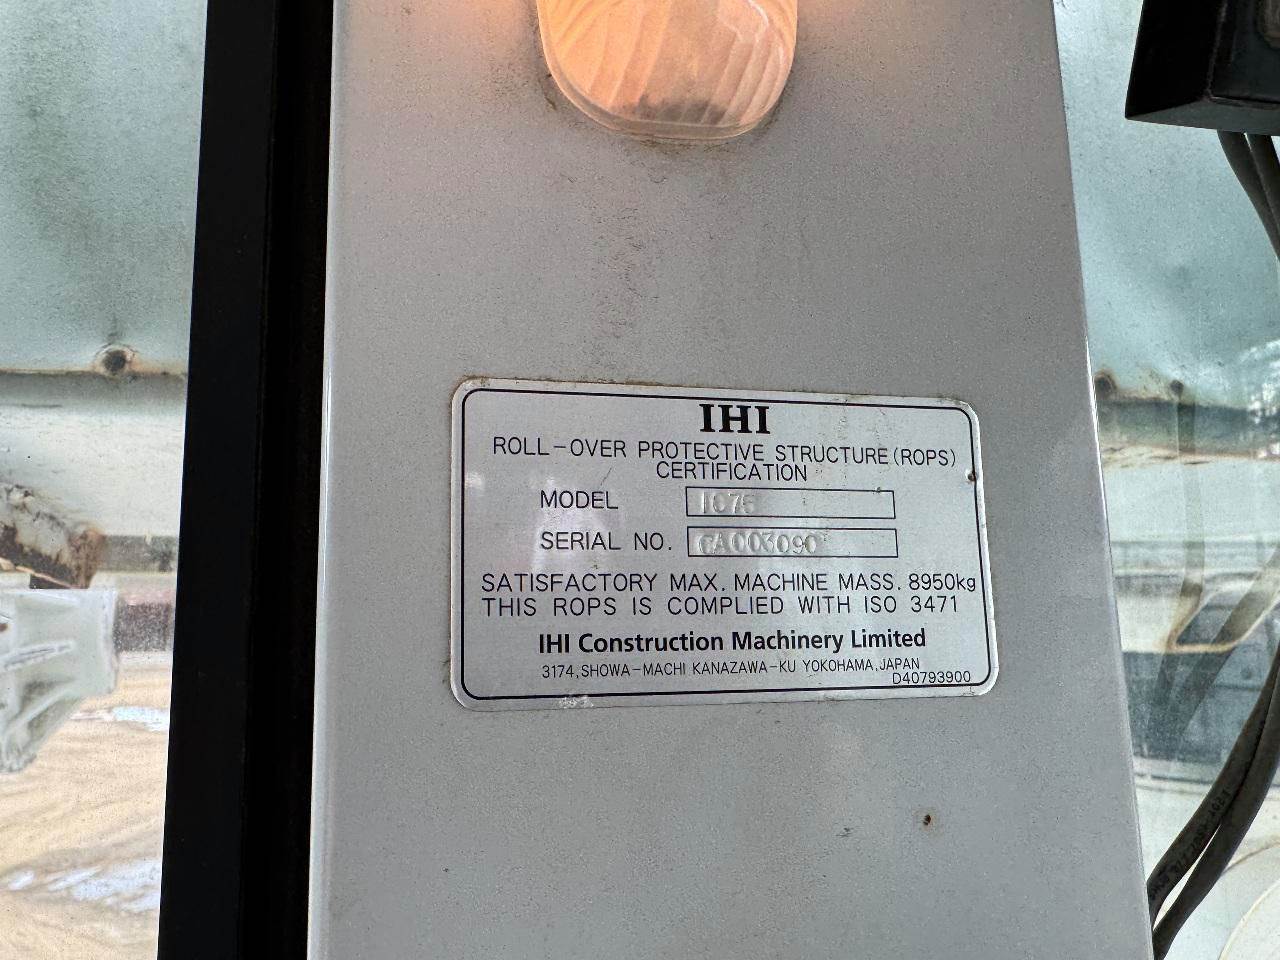 IHI
ROLL-OVER PROTECTIVE STRUCTURE (ROPS)
CERTIFICATION
MODEL
SERIAL NO. CA003090
SATISFACTORY MAX. MACHINE MASS. 8950kg
THIS ROPS IS COMPLIED WITH ISO 3471
IHI Construction Machinery Limited
3174, SHOWA-MACHI KANAZAWA-KU YOKOHAMA, JAPAN
D40793900